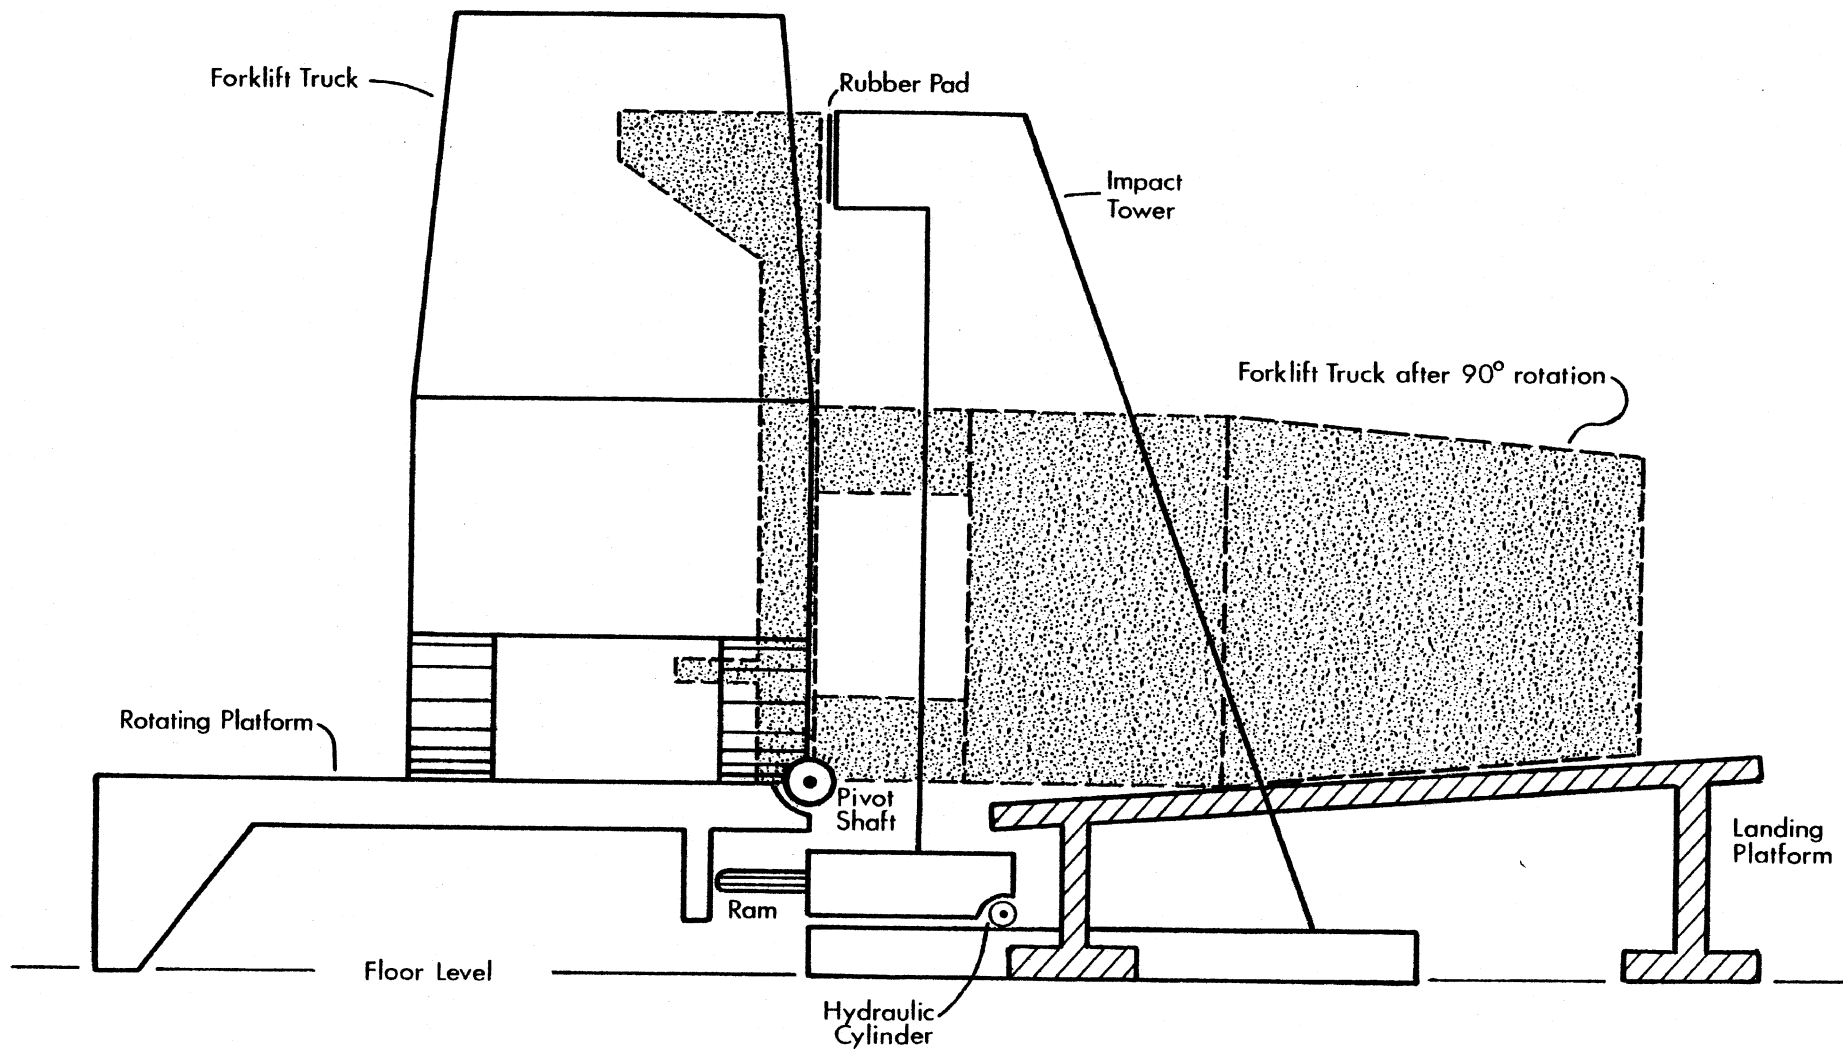 Forklift Truck
Rubber Pad
Impact
Tower
Forklift Truck after 90° rotation
Rotating Platform
Pivot
Shaft
Landing
Platform
Ram
Floor Level
Hydraulic
Cylinder